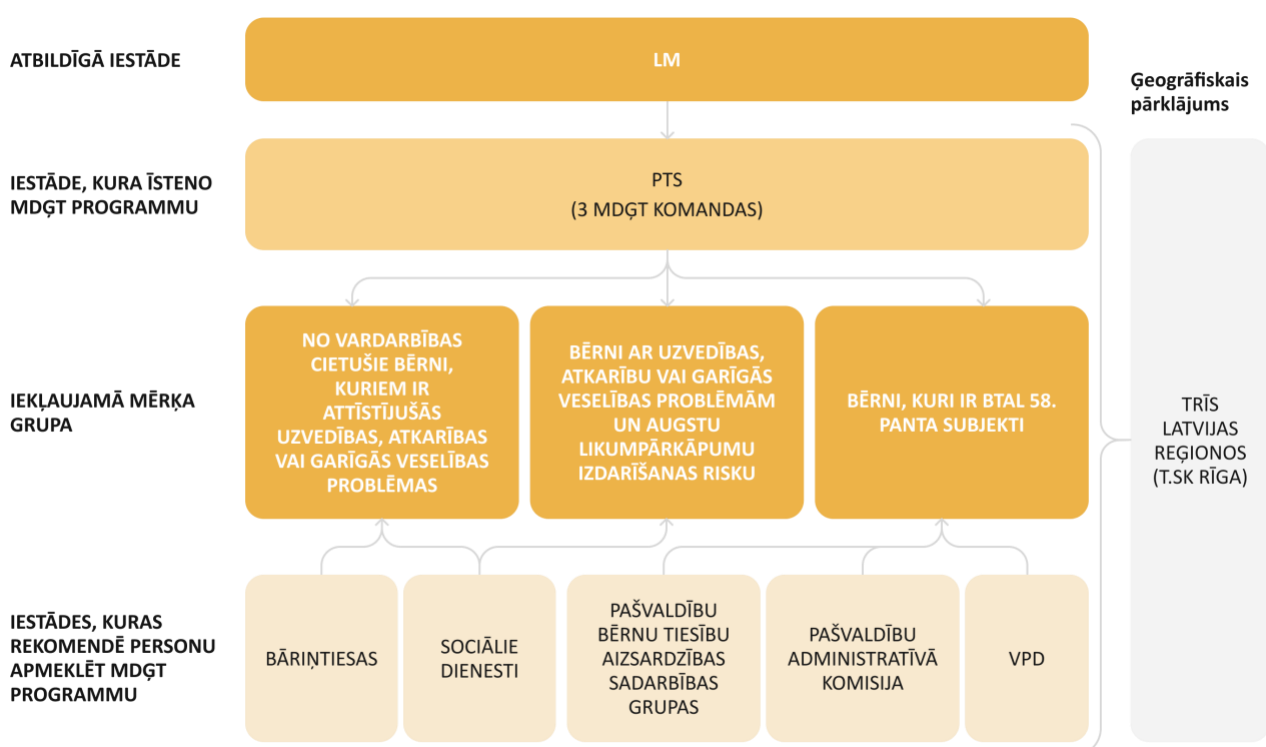 ATBILDĪGĀ IESTĀDE
LM
Ģeogrāfiskais
pārklājums
IESTĀDE, KURA ĪSTENO
MDĢT PROGRAMMU
PTS
(3 MDĢT KOMANDAS)
IEKĻAUJAMĀ MĒRĶA
GRUPA
NO VARDARBĪBAS
CIETUŠIE BĒRNI,
KURIEM IR
ATTĪSTĪJUŠĀS
UZVEDĪBAS, ATKARĪBAS
VAI GARĪGĀS VESELĪBAS
PROBLĒMAS
BĒRNI AR UZVEDĪBAS,
ATKARĪBU VAI GARĪGĀS
VESELĪBAS PROBLĒMĀM
UN AUGSTU
LIKUMPĀRKĀPUMU
IZDARĪŠANAS RISKU
BĒRNI, KURI IR BTAL 58.
PANTA SUBJEKTI
TRĪS
LATVIJAS
REĢIONOS
(T.SK RĪGA)
IESTĀDES, KURAS
REKOMENDĒ PERSONU
APMEKLĒT MDĢT
PROGRAMMU
BĀRIŅTIESAS
SOCIĀLIE
DIENESTI
PAŠVALDĪBU
BĒRNU TIESĪBU
AIZSARDZĪBAS
SADARBĪBAS
GRUPAS
PAŠVALDĪBU
ADMINISTRATĪVĀ
KOMISIJA
VPD